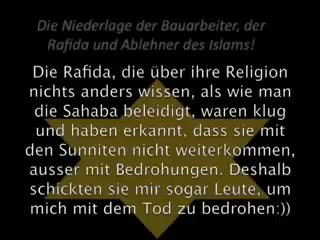 Die Niederlage der Bauarbeiter, der
Rafida und Ablehner des Islams!
Die Rafida, die über ihre Religion
nichts anders wissen, als wie man
die Sahaba beleidigt, waren klug
und haben erkannt, dass sie mit
den Sunniten nicht weiterkommen,
ausser mit Bedrohungen. Deshalb
schickten sie mir sogar Leute, um
mich mit dem Tod zu bedrohen:))